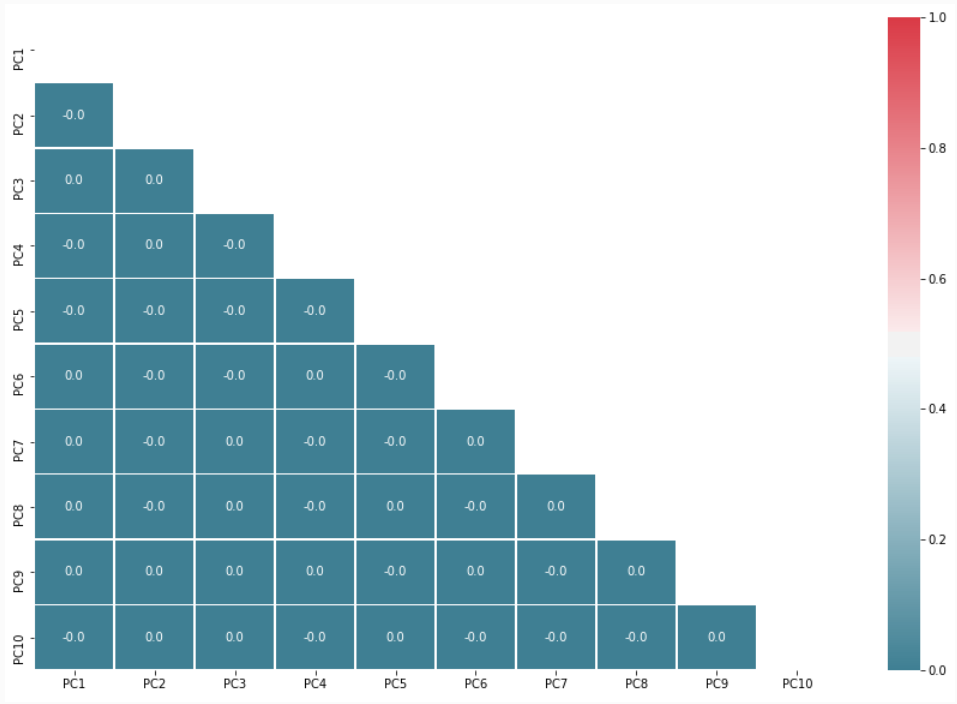 1.0
PC1
PC2 -0.0
0.8
PC3 0.0 0.0
PC4 -0.0 0.0 -0.0
0.6
PC5 -0.0 -0.0 -0.0 -0.0
PC6 0.0 -0.0 -0.0 0.0 -0.0
0.4
PC7 0.0 -0.0 0.0 -0.0 -0.0 0.0
PC8 0.0 -0.0 0.0 -0.0 0.0 -0.0 0.0
0.2
PC9 0.0 0.0 0.0 0.0 -0.0 0.0 -0.0 0.0
PC10 -0.0 0.0 0.0 -0.0 0.0 -0.0 -0.0 -0.0 0.0
0.0
PC1 PC2 PC3 PC4 PC5 PC6 PC7 PC8 PC9 PC10